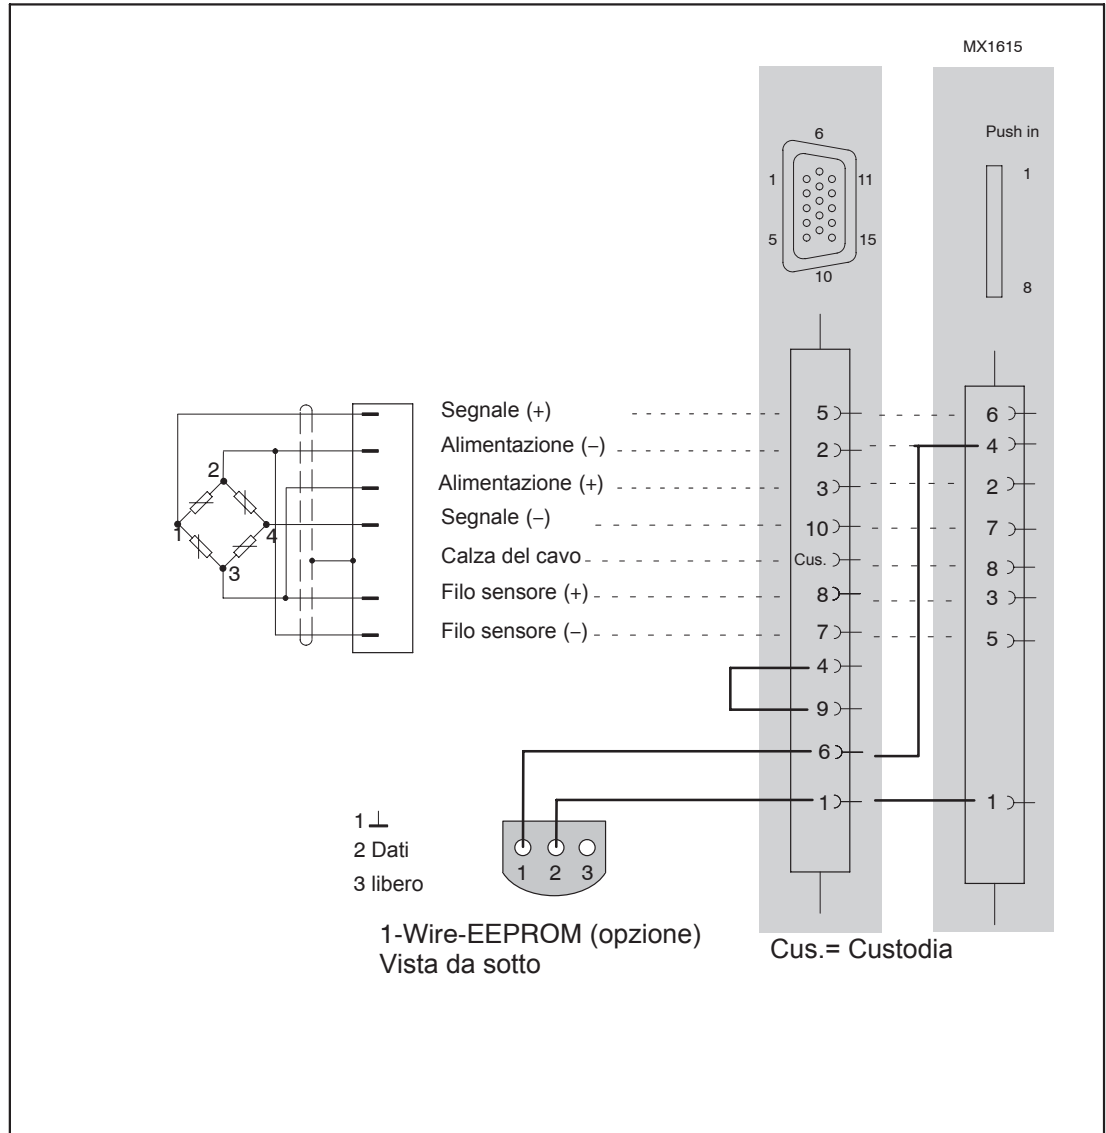 MX1615
Push in
6
1
11
5
15
10
1
8
Segnale (+)
5
6
Alimentazione (−)
2
4
Alimentazione (+)
3
2
Segnale (−)
10
7
Calza del cavo
Cus.
8
Filo sensore (+)
8
3
Filo sensore (−)
7
5
4
9
6
1
1
2
1
4
3
1 ⊥
2 Dati
3 libero
1 2 3
1-Wire-EEPROM (opzione)
Vista da sotto
Cus.= Custodia